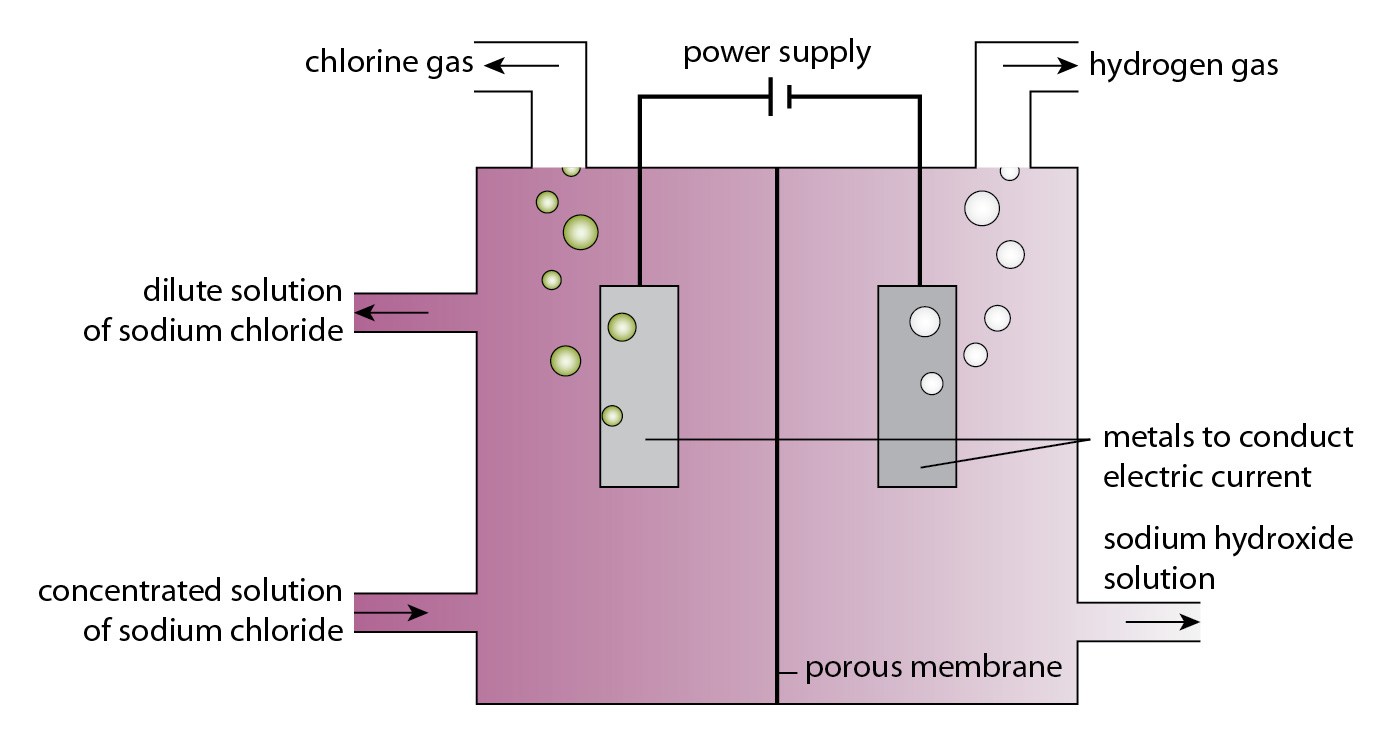 chlorine gas
power supply
hydrogen gas
dilute solution
of sodium chloride
metals to conduct
electric current
sodium hydroxide
solution
concentrated solution
of sodium chloride
porous membrane